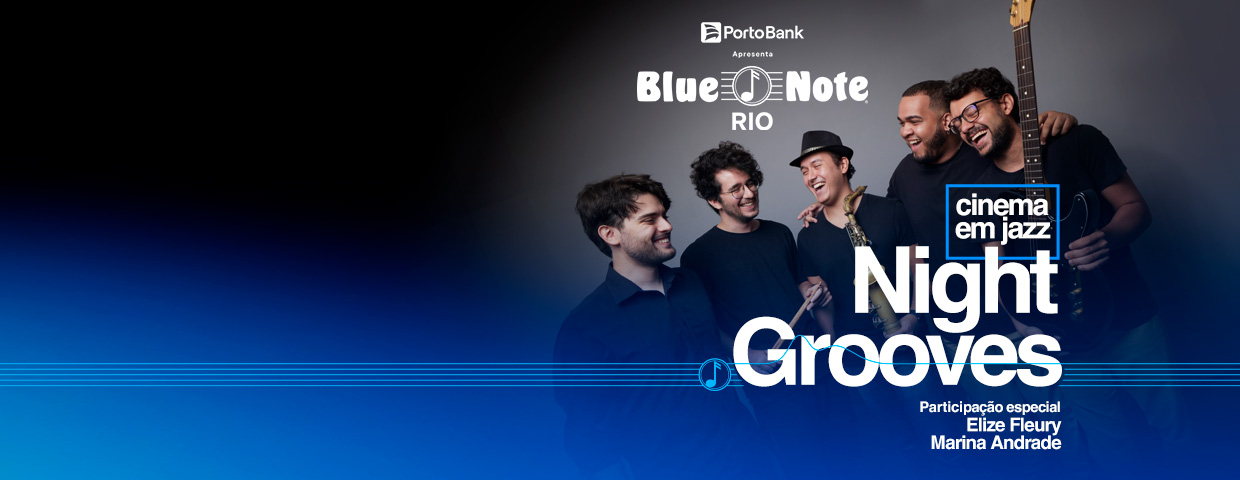 PortoBank
Apresenta
Blue Note
RIO
cinema
em jazz
Night
Grooves
Participação especial
Elize Fleury
Marina Andrade